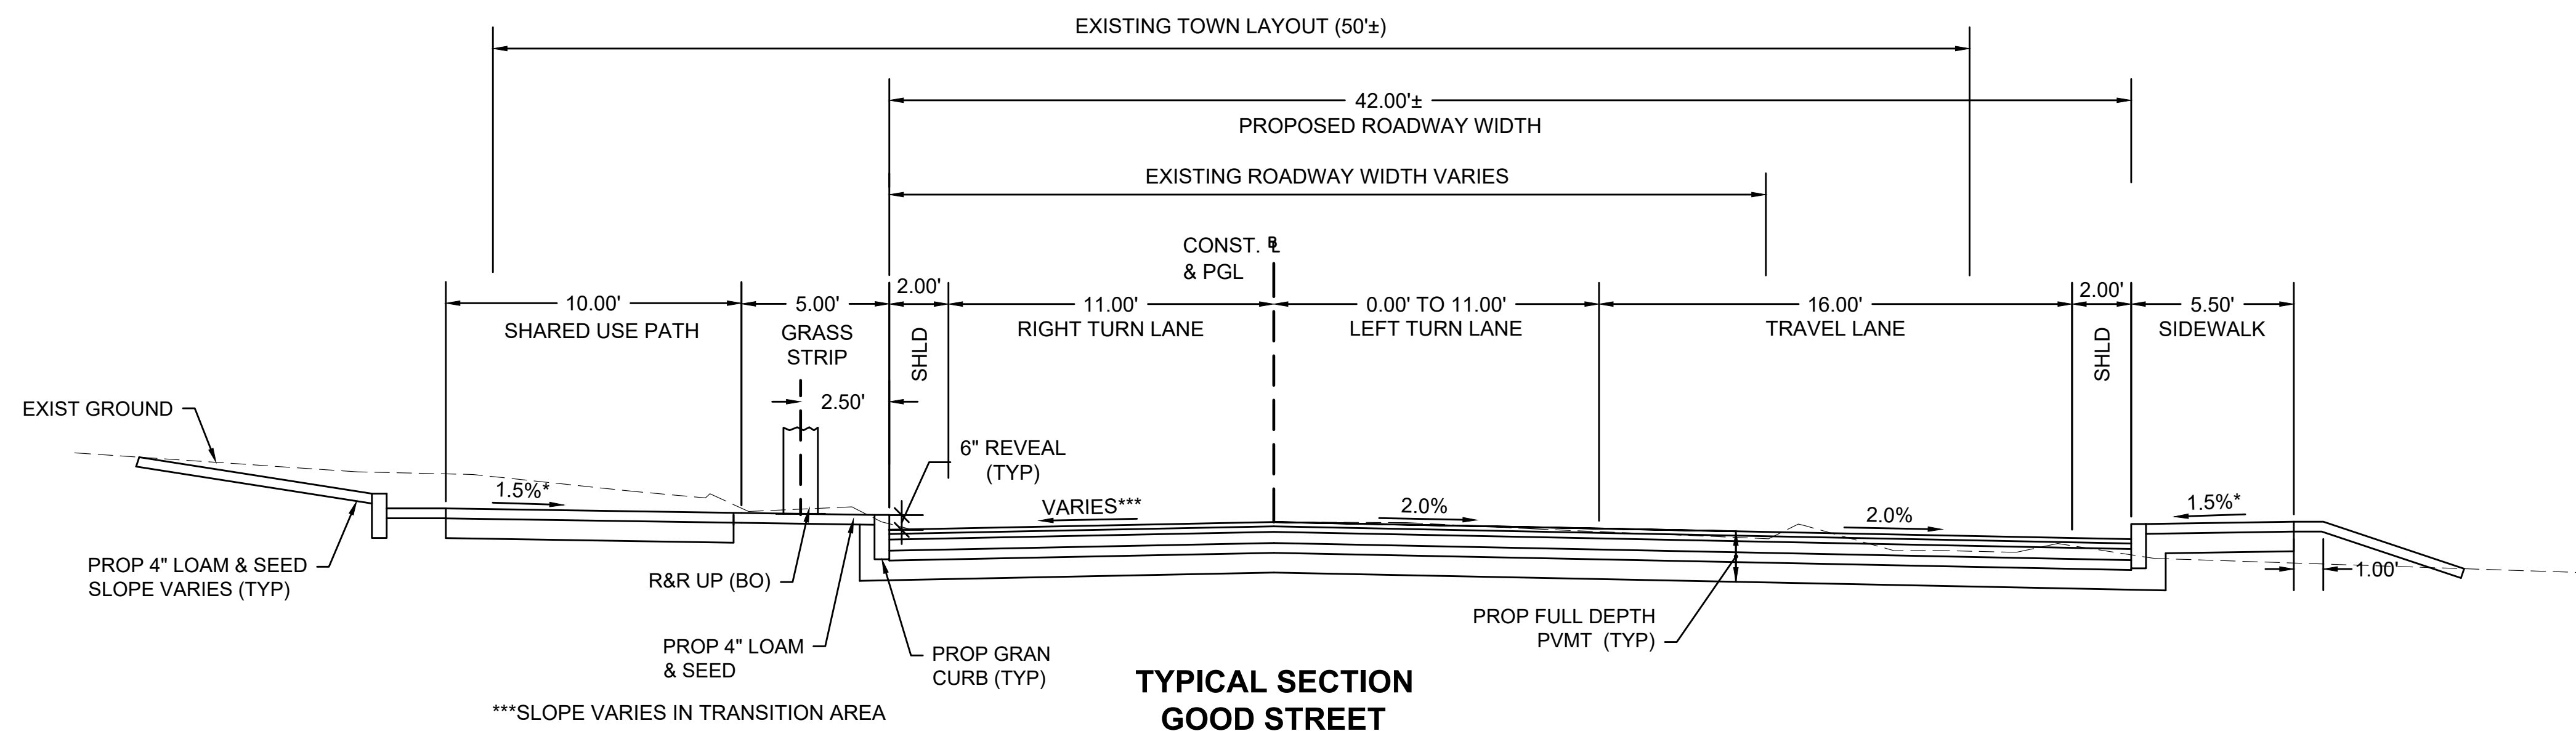 EXISTING TOWN LAYOUT (50'±)
42.00'±
PROPOSED ROADWAY WIDTH
EXISTING ROADWAY WIDTH VARIES
CONST. ℄
& PGL
10.00'
SHARED USE PATH
5.00'
GRASS
STRIP
2.00'
SHLD
11.00'
RIGHT TURN LANE
0.00' TO 11.00'
LEFT TURN LANE
16.00'
TRAVEL LANE
2.00'
SHLD
5.50'
SIDEWALK
EXIST GROUND
2.50'
6" REVEAL
(TYP)
1.5%*
VARIES***
2.0%
2.0%
1.5%*
PROP 4" LOAM & SEED
SLOPE VARIES (TYP)
R&R UP (BO)
1.00'
PROP 4" LOAM
& SEED
PROP GRAN
CURB (TYP)
PROP FULL DEPTH
PVMT (TYP)
***SLOPE VARIES IN TRANSITION AREA
TYPICAL SECTION
GOOD STREET